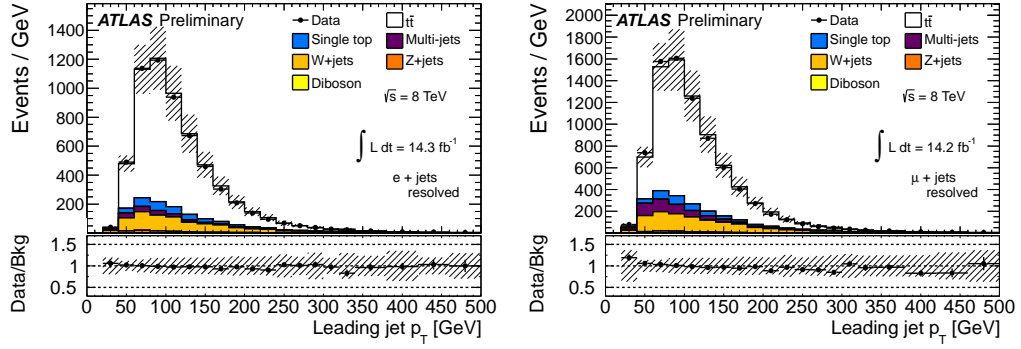 ATLAS Preliminary
Data
tt̄
Single top
Multi-jets
W+jets
Z+jets
Diboson
√s = 8 TeV
∫ L dt = 14.3 fb⁻¹
e + jets
resolved
Events / GeV
1400
1200
1000
800
600
400
200
Data/Bkg
1.5
1
0.5
0 50 100 150 200 250 300 350 400 450 500
Leading jet p_T [GeV]
ATLAS Preliminary
Data
tt̄
Single top
Multi-jets
W+jets
Z+jets
Diboson
√s = 8 TeV
∫ L dt = 14.2 fb⁻¹
μ + jets
resolved
Events / GeV
2000
1800
1600
1400
1200
1000
800
600
400
200
Data/Bkg
1.5
1
0.5
0 50 100 150 200 250 300 350 400 450 500
Leading jet p_T [GeV]